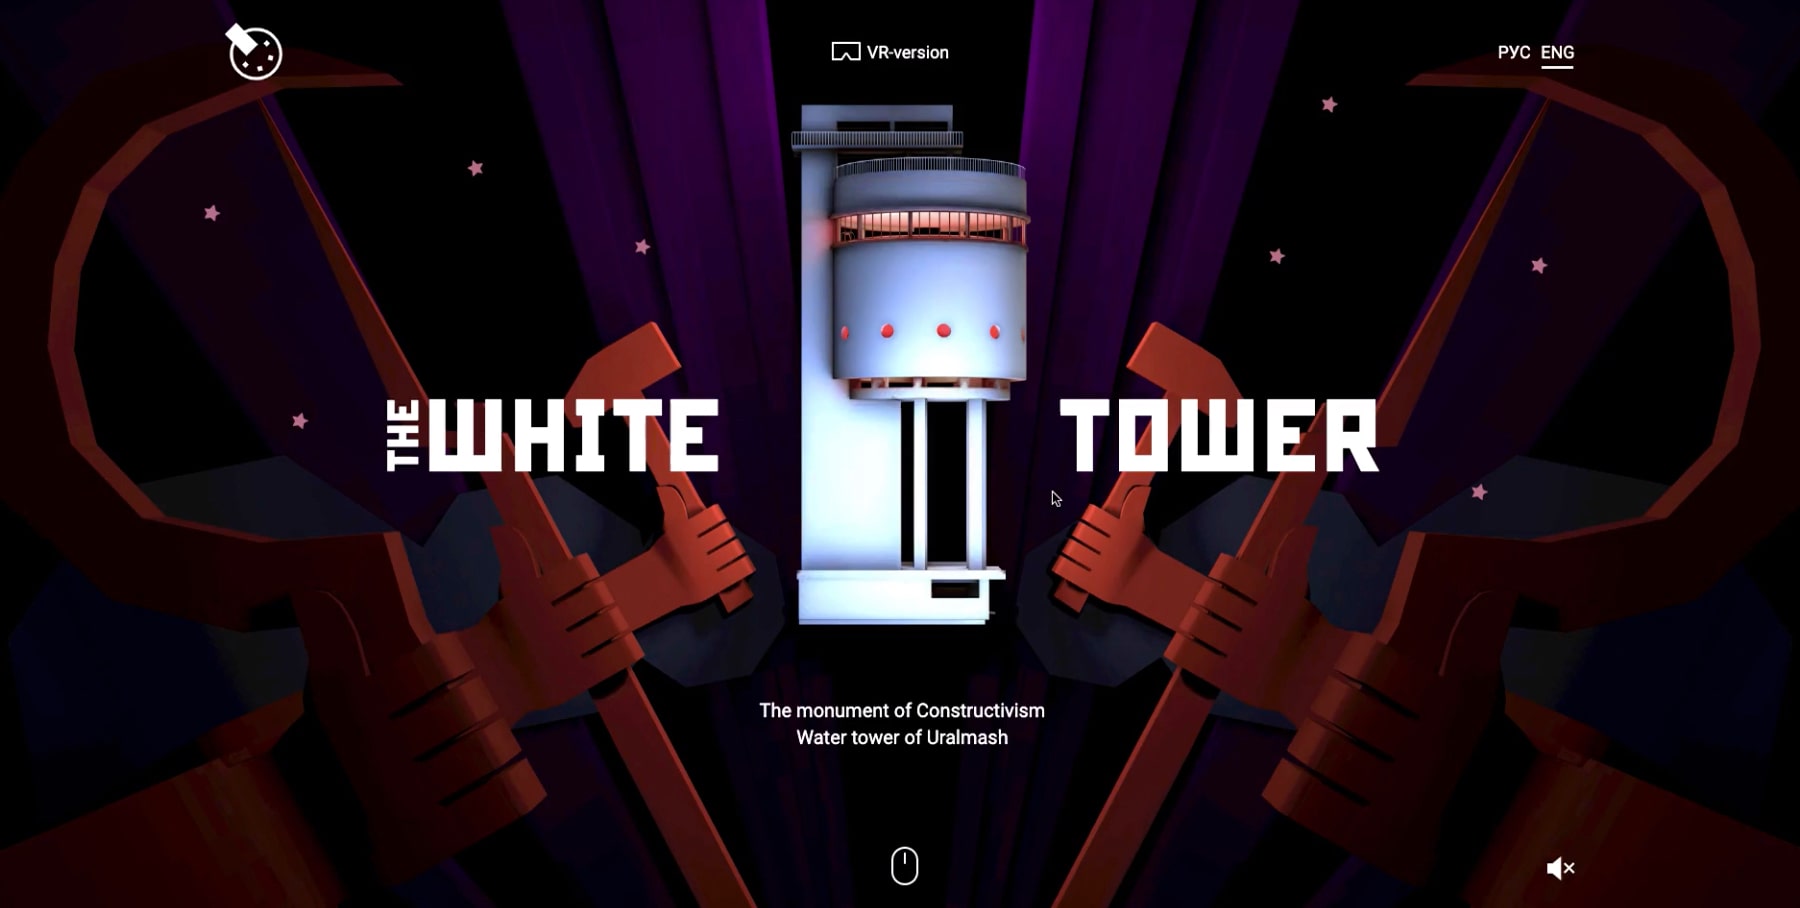 VR-version
РУС ENG
THE WHITE TOWER
The monument of Constructivism
Water tower of Uralmash